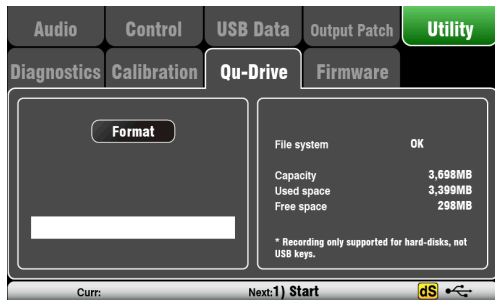 Audio Control USB Data Output Patch Utility
Diagnostics Calibration Qu-Drive Firmware
Format
File system OK
Capacity 3,698MB
Used space 3,399MB
Free space 298MB
* Recording only supported for hard-disks, not
USB keys.
Curr: Next:1) Start dS